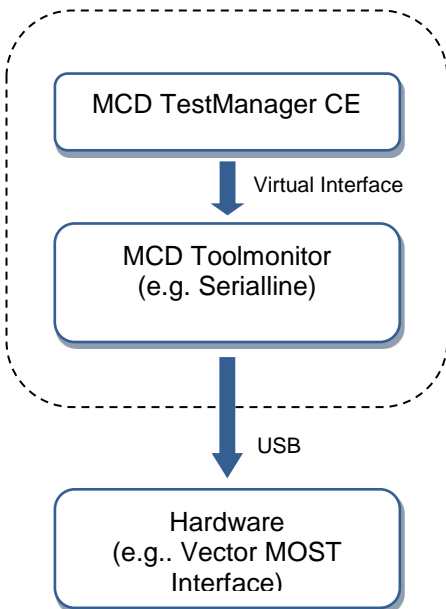 MCD TestManager CE
Virtual Interface
MCD Toolmonitor
(e.g. Serialline)
USB
Hardware
(e.g.. Vector MOST
Interface)